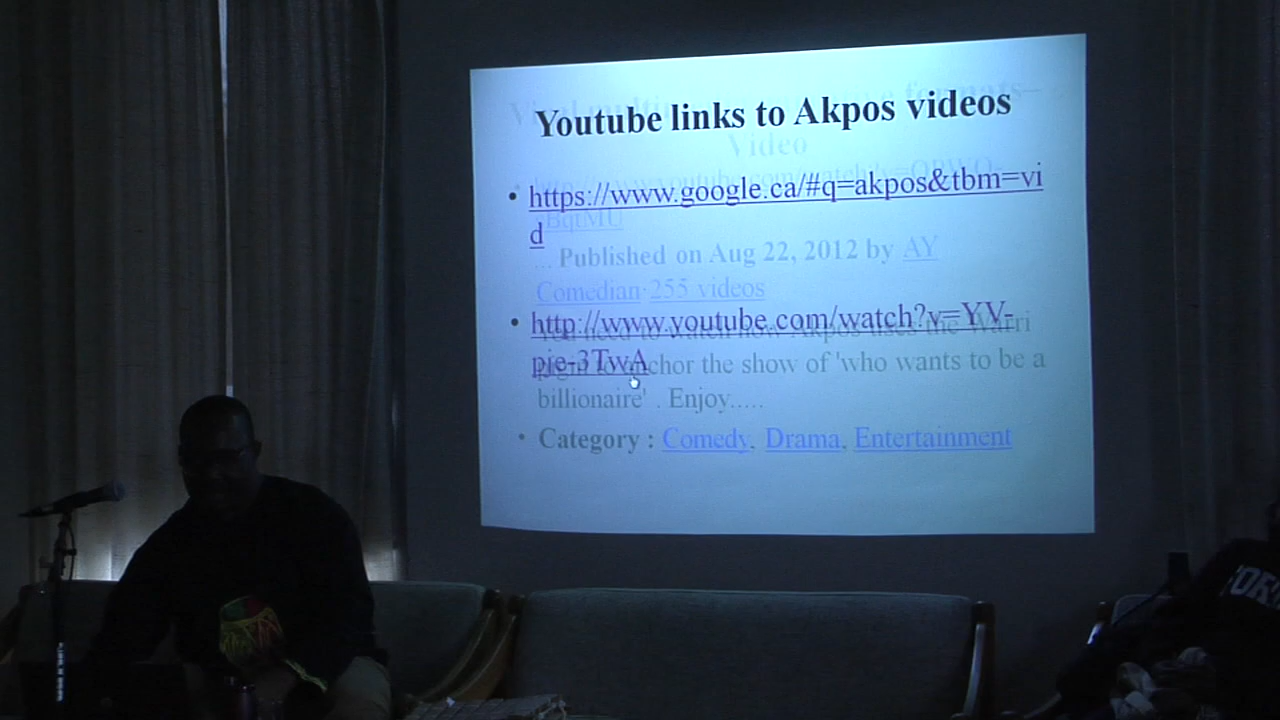 Youtube links to Akpos videos
Video
• https://www.google.ca/#q=akpos&tbm=vi
d
... Published on Aug 22, 2012 by AY
Comedian·255 videos
• http://www.youtube.com/watch?v=YV-
pie-3TwA
the show of 'who wants to be a
billionaire' . Enjoy.....
• Category : Comedy, Drama, Entertainment